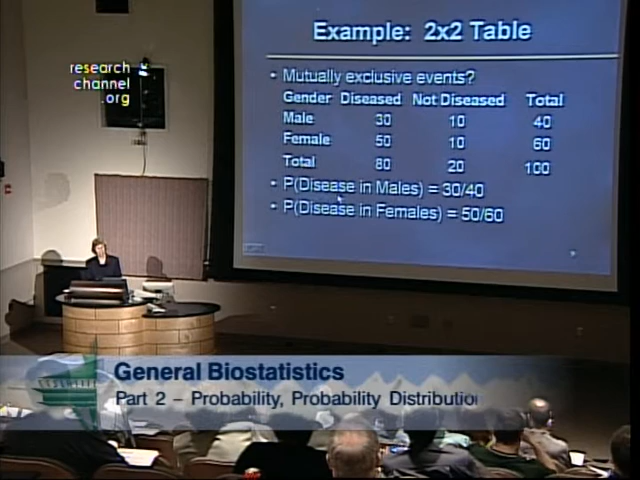 Example: 2x2 Table
research
channel
.org
• Mutually exclusive events?
Gender Diseased Not Diseased Total
Male 30 10 40
Female 50 10 60
Total 80 20 100
• P(Disease in Males) = 30/40
• P(Disease in Females) = 50/60
General Biostatistics
Part 2 – Probability, Probability Distributio